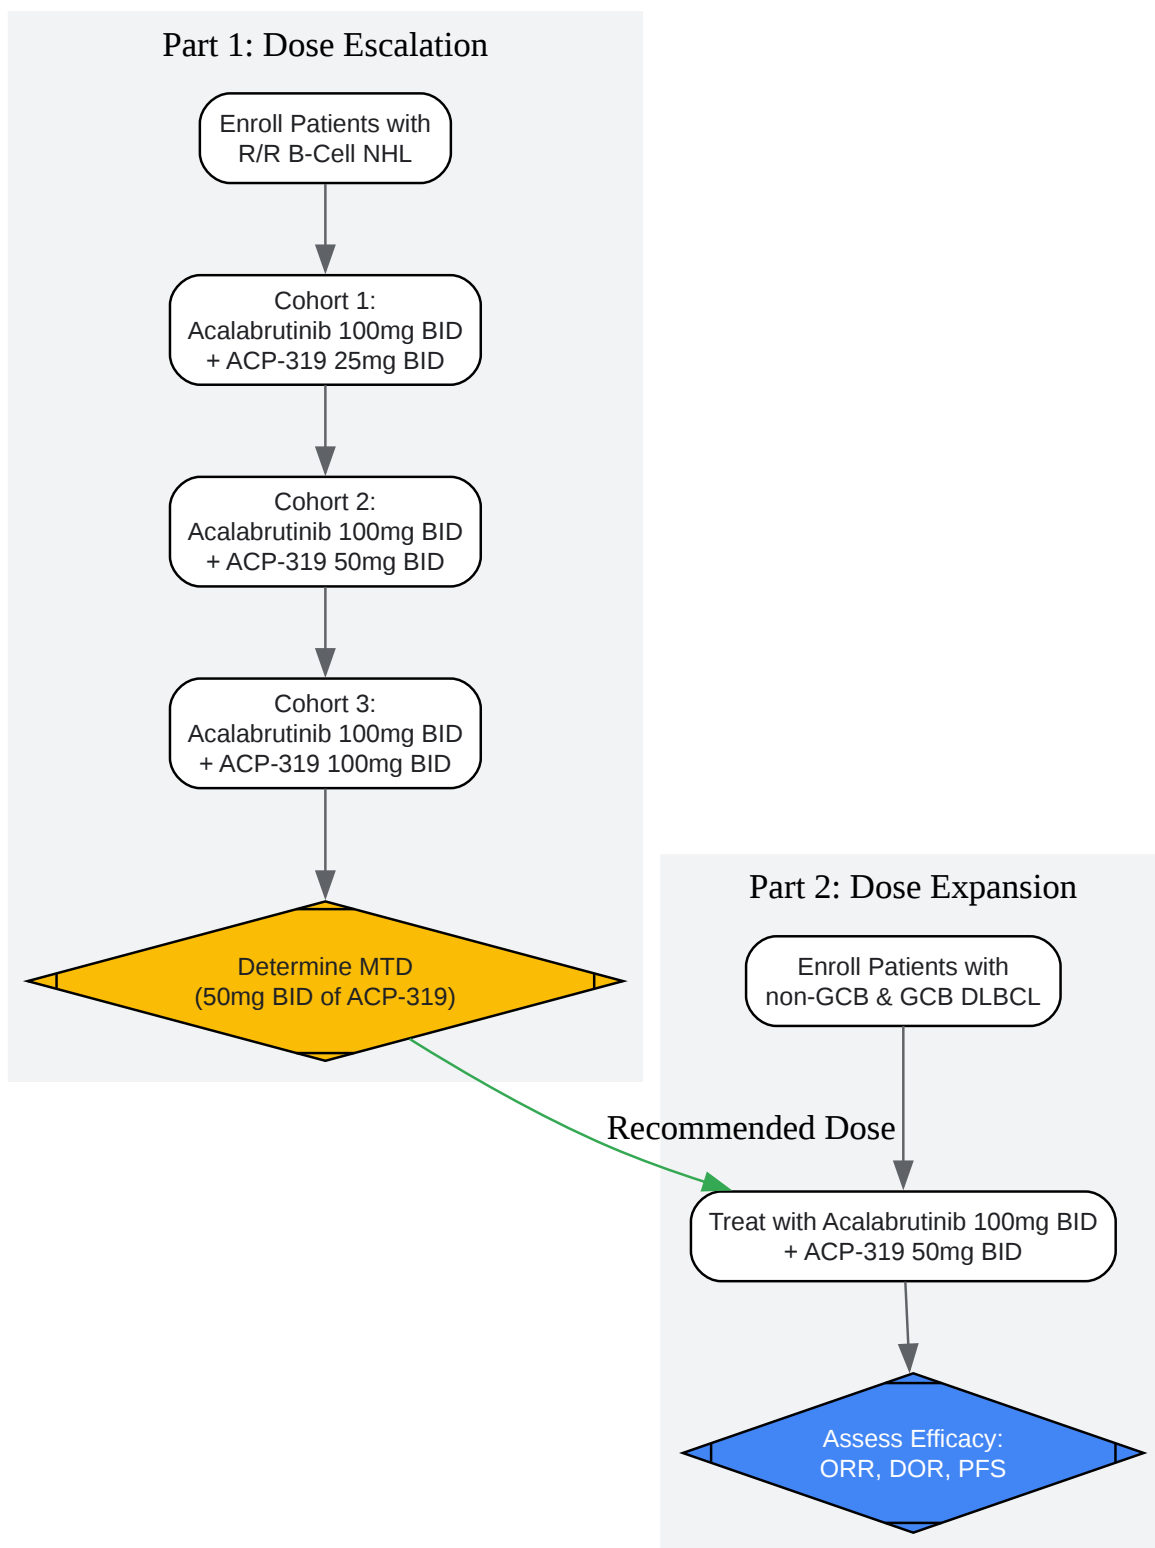 Part 1: Dose Escalation
Enroll Patients with
R/R B-Cell NHL
Cohort 1:
Acalabrutinib 100mg BID
+ ACP-319 25mg BID
Cohort 2:
Acalabrutinib 100mg BID
+ ACP-319 50mg BID
Cohort 3:
Acalabrutinib 100mg BID
+ ACP-319 100mg BID
Determine MTD
(50mg BID of ACP-319)
Part 2: Dose Expansion
Enroll Patients with
non-GCB & GCB DLBCL
Recommended Dose
Treat with Acalabrutinib 100mg BID
+ ACP-319 50mg BID
Assess Efficacy:
ORR, DOR, PFS